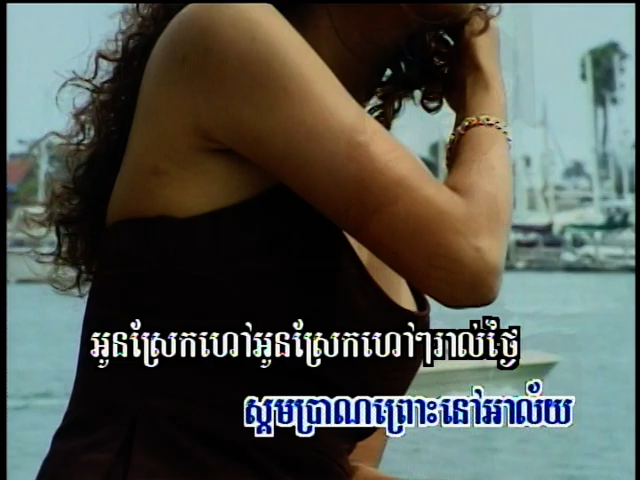 អូនស្រែកហៅអូនស្រែកហៅៗរាល់ថ្ងៃ
ស្គមប្រាណព្រោះនៅអាល័យ